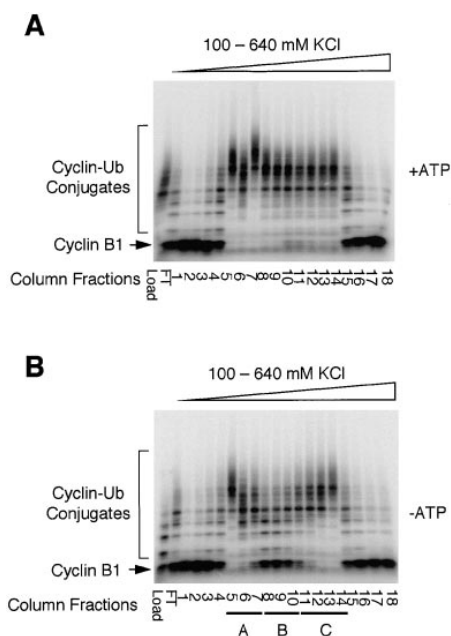 A
100 – 640 mM KCl
Cyclin-Ub
Conjugates
+ATP
Cyclin B1
Column Fractions
Load FT 1 2 3 4 5 6 7 8 9 10 11 12 13 14 15 16 17 18
B
100 – 640 mM KCl
Cyclin-Ub
Conjugates
-ATP
Cyclin B1
Column Fractions
Load FT 1 2 3 4 5 6 7 8 9 10 11 12 13 14 15 16 17 18
A B C